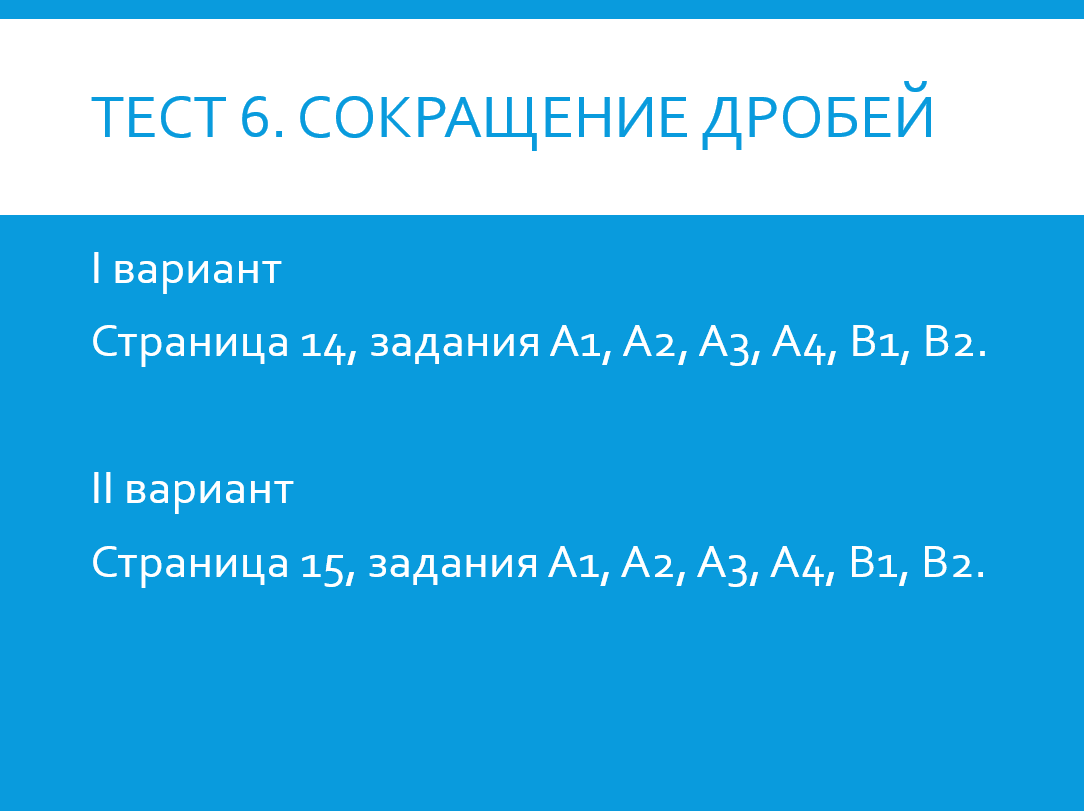 ТЕСТ 6. СОКРАЩЕНИЕ ДРОБЕЙ
I вариант
Страница 14, задания А1, А2, А3, А4, В1, В2.
II вариант
Страница 15, задания А1, А2, А3, А4, В1, В2.